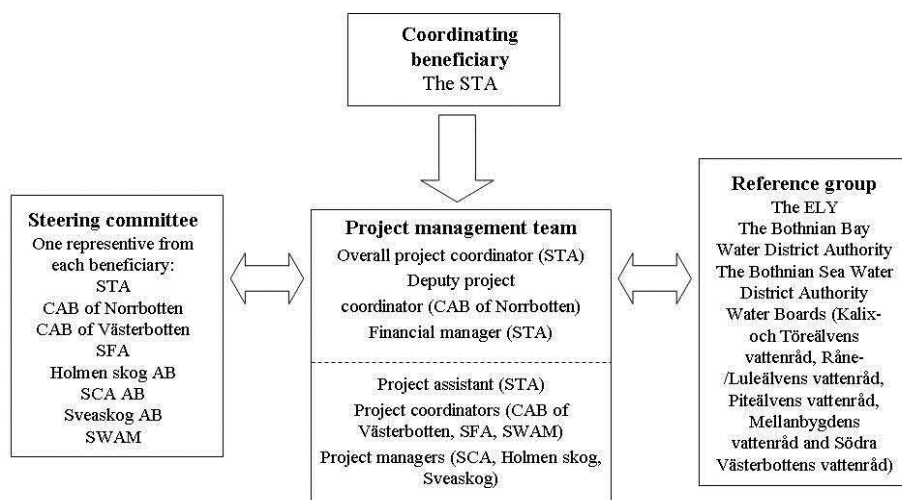 Coordinating
beneficiary
The STA
Steering committee
One representive from
each beneficiary:
STA
CAB of Norrbotten
CAB of Västerbotten
SFA
Holmen skog AB
SCA AB
Sveaskog AB
SWAM
Project management team
Overall project coordinator (STA)
Deputy project
coordinator (CAB of Norrbotten)
Financial manager (STA)
Project assistant (STA)
Project coordinators (CAB of
Västerbotten, SFA, SWAM)
Project managers (SCA, Holmen skog,
Sveaskog)
Reference group
The ELY
The Bothnian Bay
Water District Authority
The Bothnian Sea Water
District Authority
Water Boards (Kalix-
och Töreälvens
vattenråd, Råne-
/Luleälvens vattenråd,
Piteälvens vattenråd,
Mellanbygdens
vattenråd and Södra
Västerbottens vattenråd)